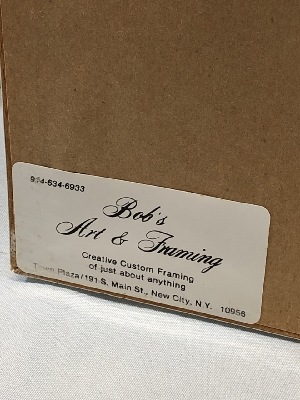 914-634-6933
Bob's
Art & Framing
Creative Custom Framing
of just about anything
Town Plaza/191 S. Main St., New City, N.Y. 10956